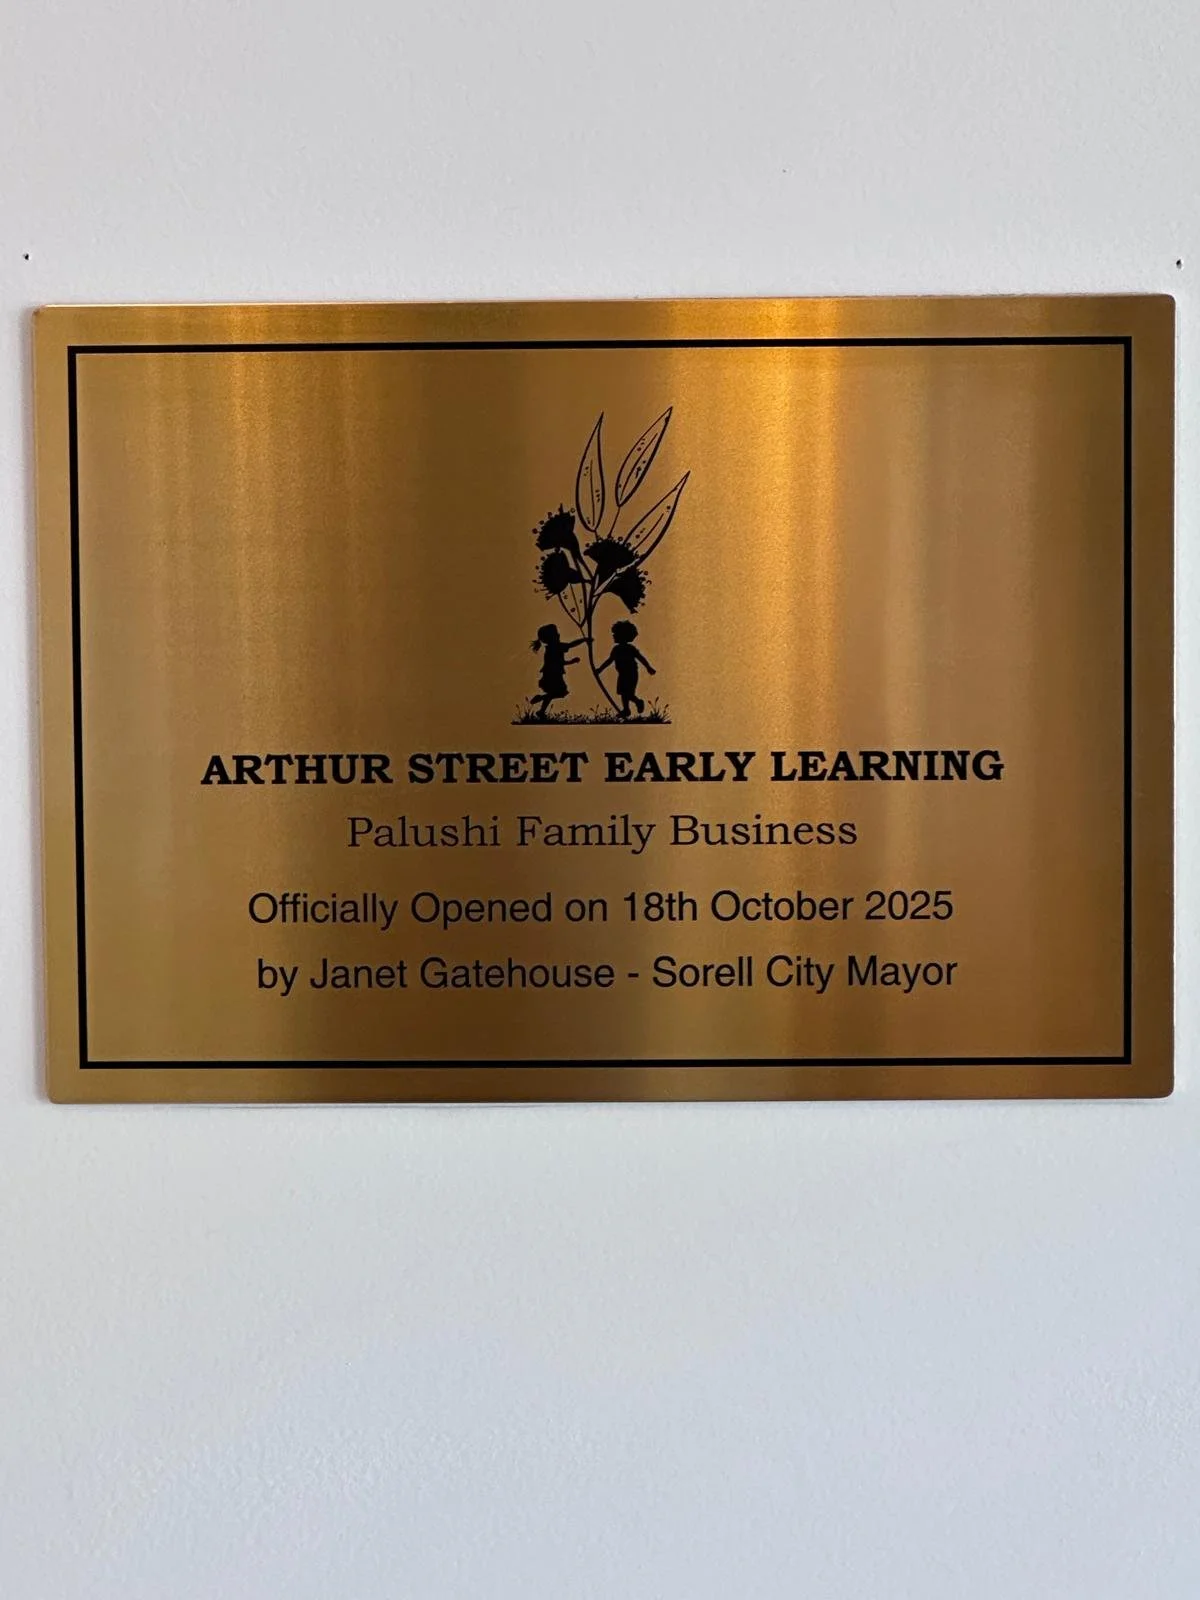 ARTHUR STREET EARLY LEARNING
Palushi Family Business
Officially Opened on 18th October 2025
by Janet Gatehouse - Sorell City Mayor